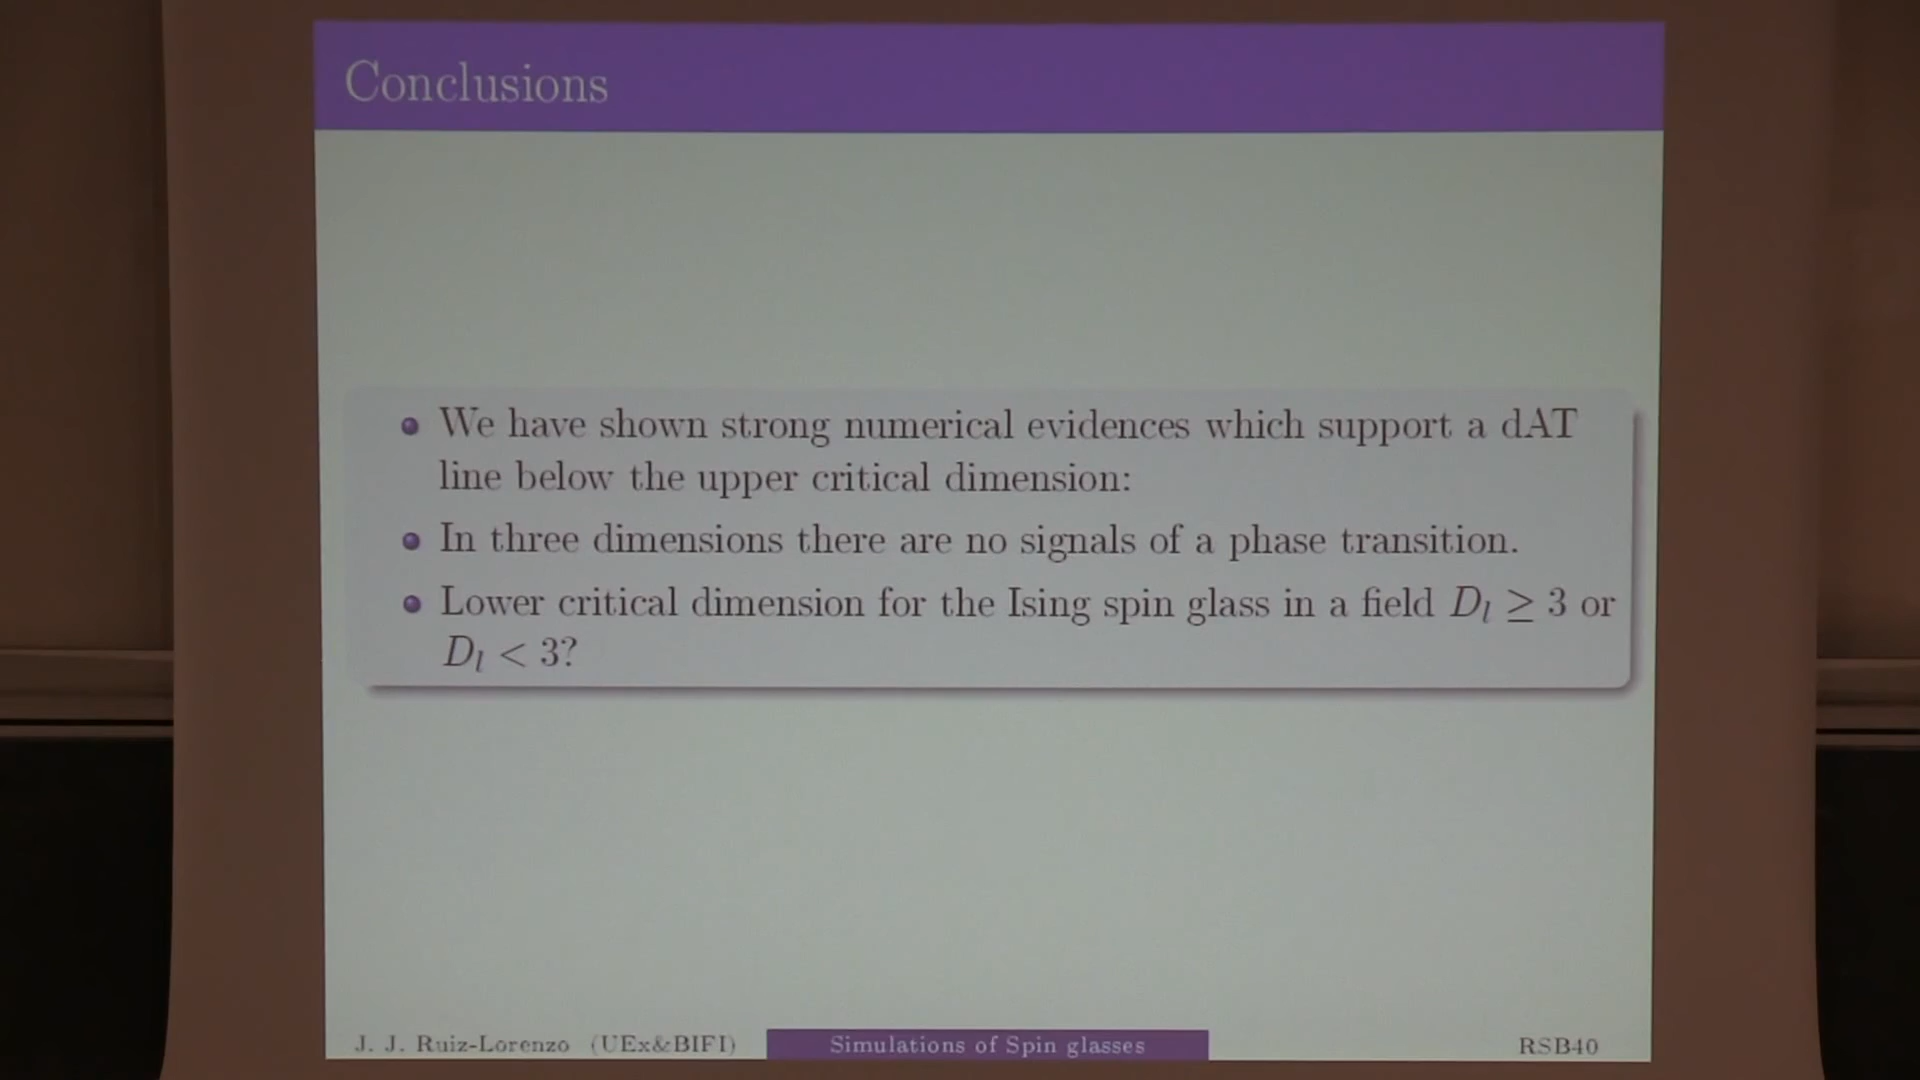 Conclusions
We have shown strong numerical evidences which support a dAT
line below the upper critical dimension:
In three dimensions there are no signals of a phase transition.
Lower critical dimension for the Ising spin glass in a field D_l ≥ 3 or
D_l < 3?
J. J. Ruiz-Lorenzo (UEx&BIFI) Simulations of Spin glasses RSB40